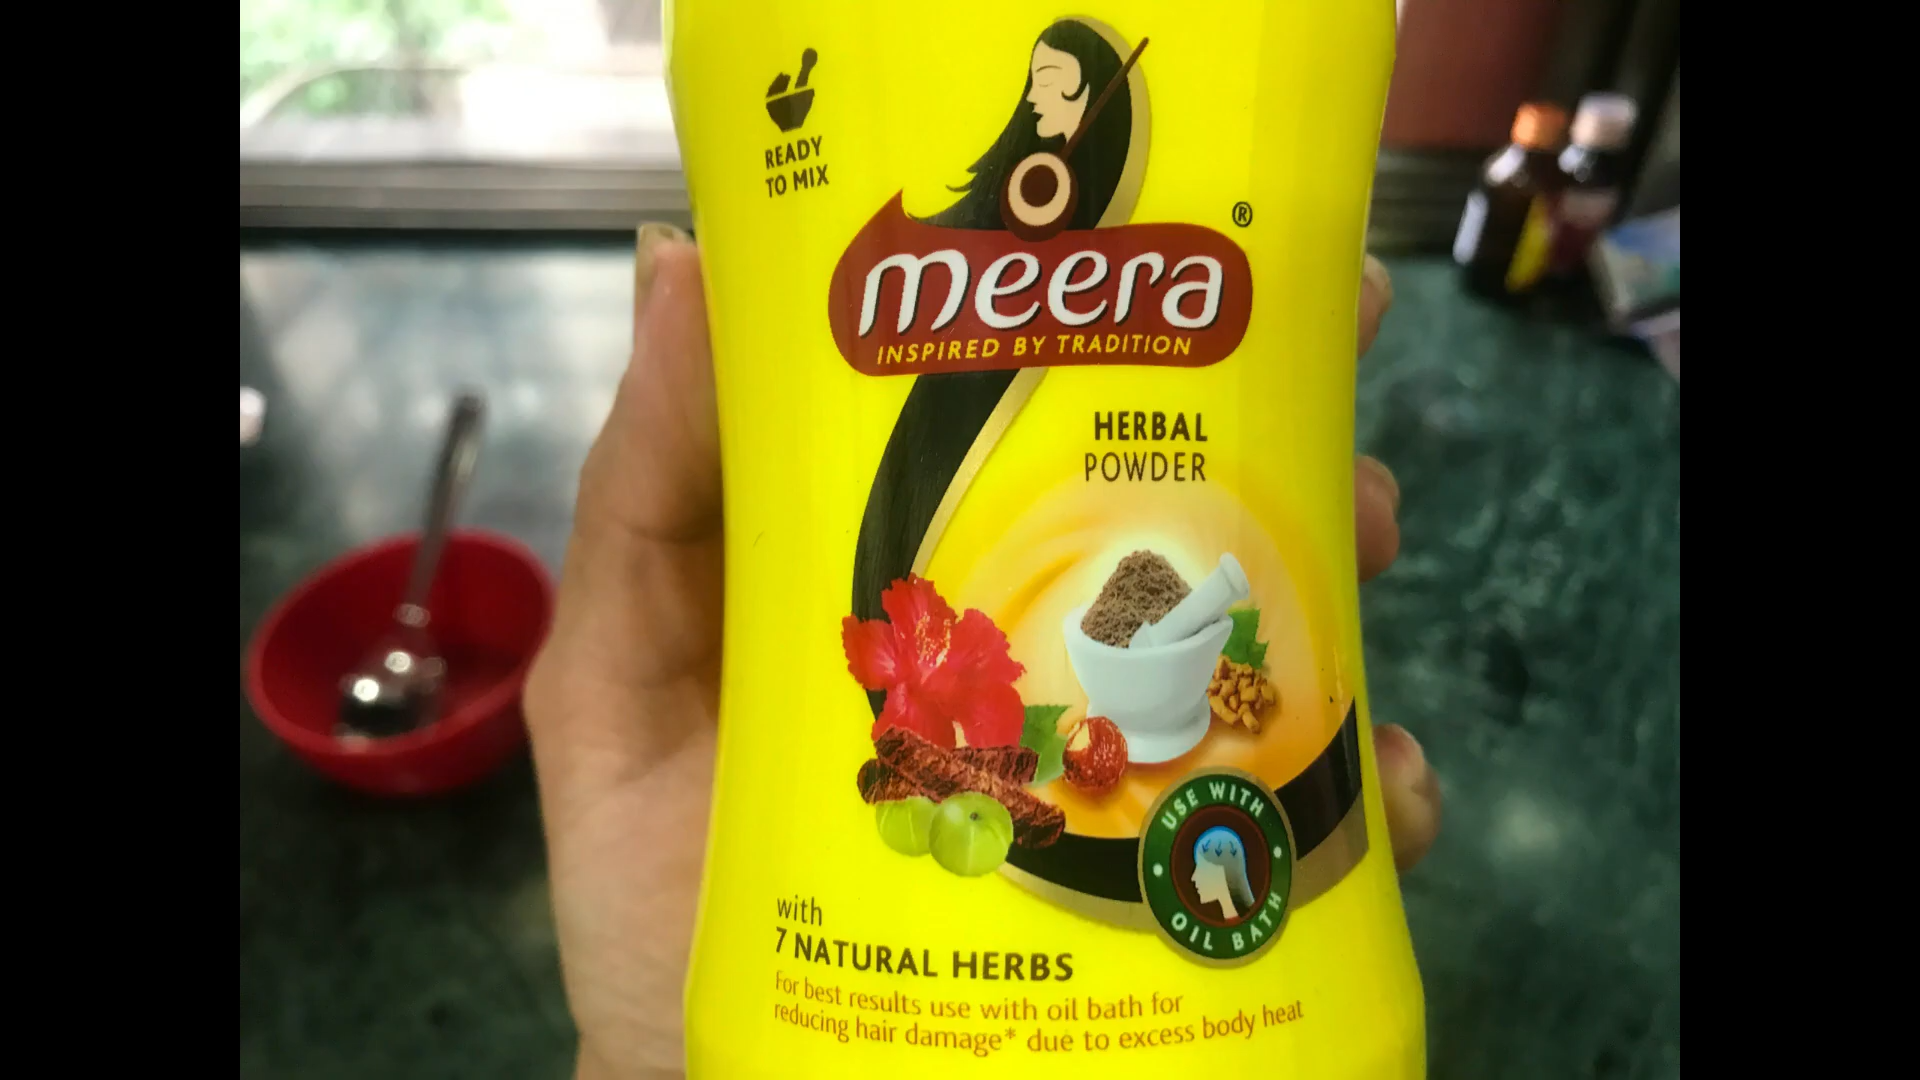 READY
TO MIX
®
meera
INSPIRED BY TRADITION
HERBAL
POWDER
USE WITH
OIL BATH
with
7 NATURAL HERBS
For best results use with oil bath for
reducing hair damage* due to excess body heat